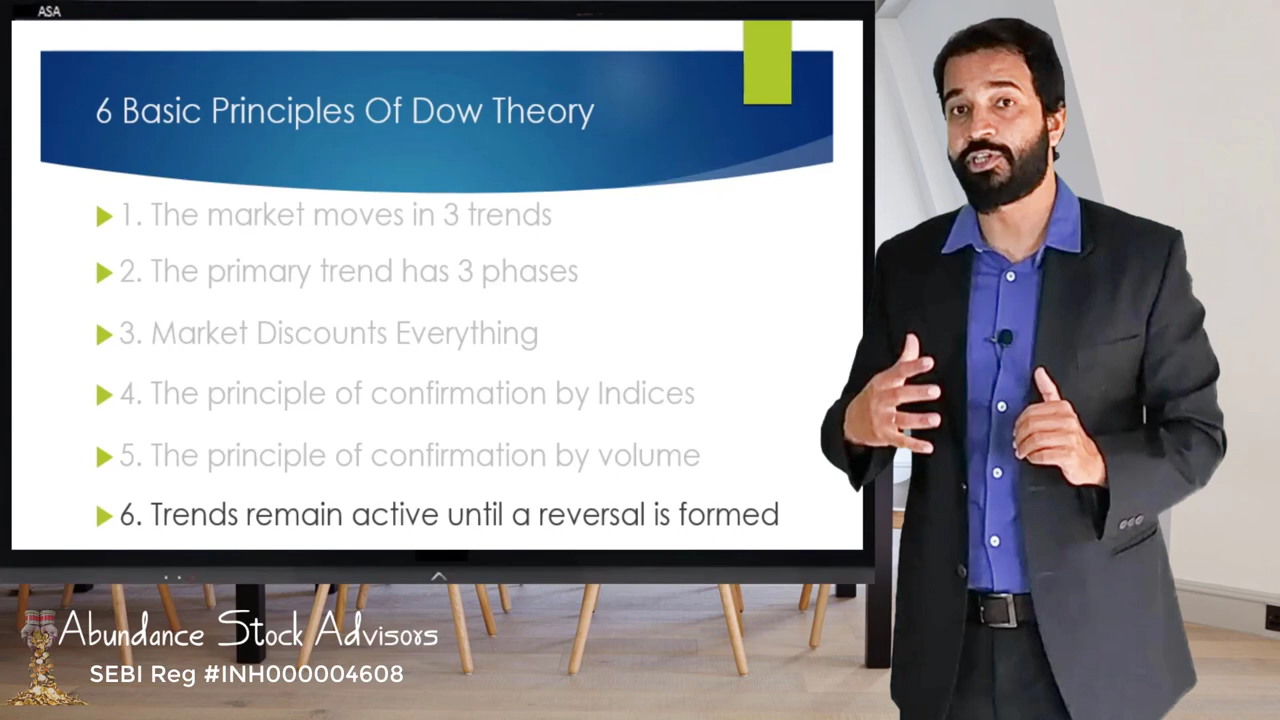 ASA
6 Basic Principles Of Dow Theory
1. The market moves in 3 trends
2. The primary trend has 3 phases
3. Market Discounts Everything
4. The principle of confirmation by Indices
5. The principle of confirmation by volume
6. Trends remain active until a reversal is formed
Abundance Stock Advisors
SEBI Reg #INH000004608